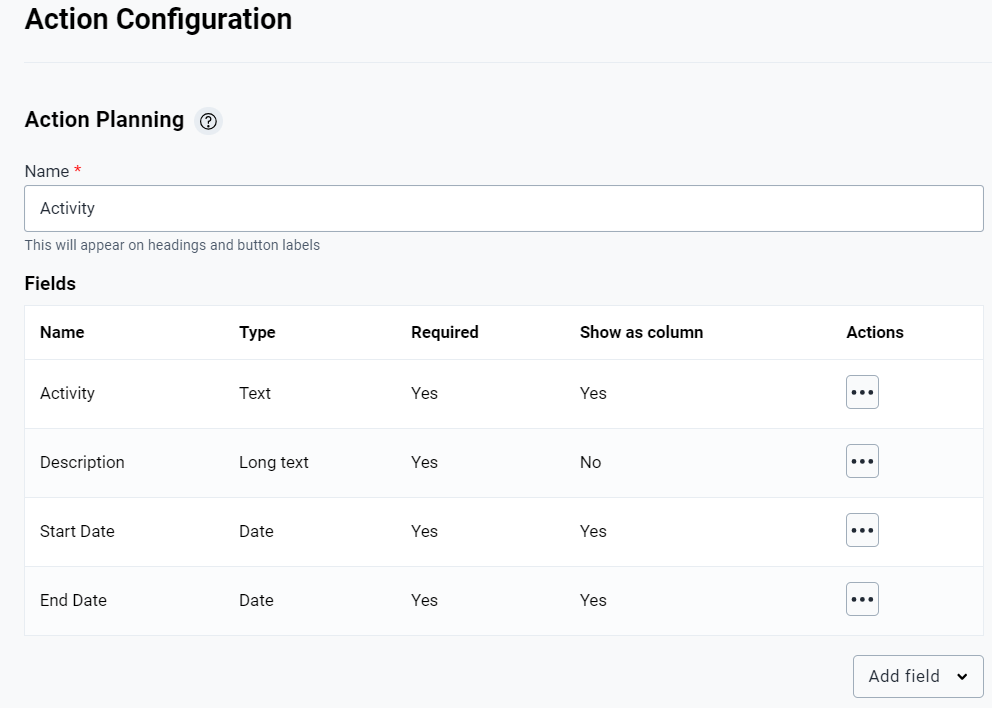 Action Configuration
Action Planning ?
Name *
Activity
This will appear on headings and button labels
Fields
Name Type Required Show as column Actions
Activity Text Yes Yes
Description Long text Yes No
Start Date Date Yes Yes
End Date Date Yes Yes
Add field